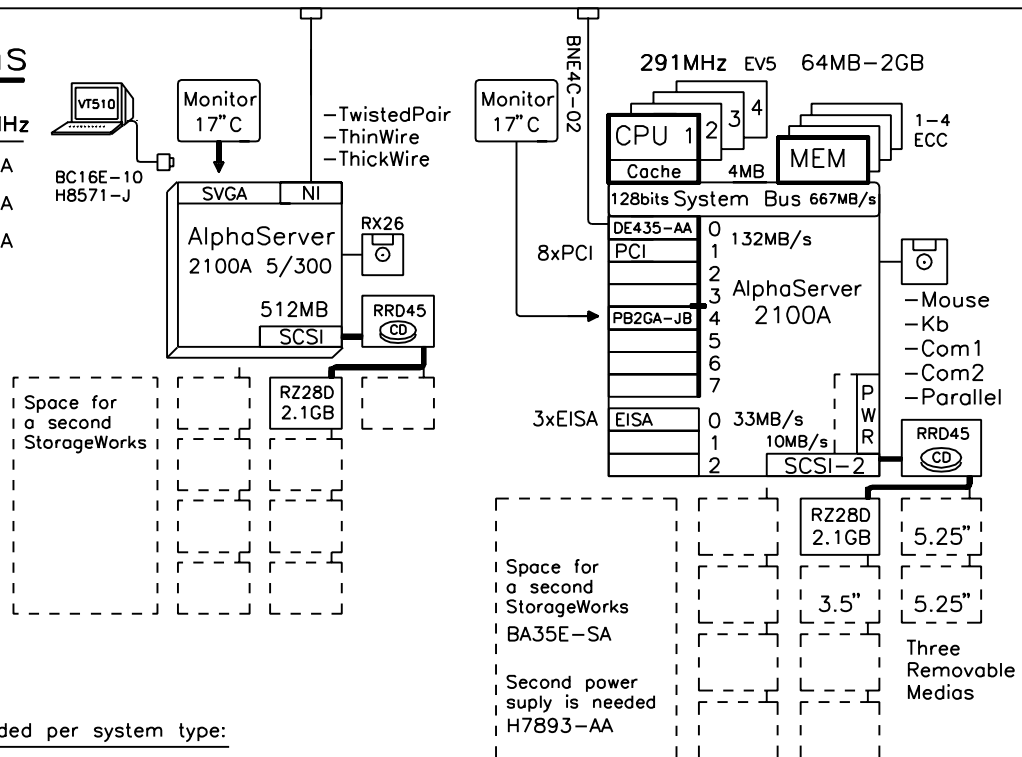 s
Hz
A
A
A
VT510
BC16E-10
H8571-J
Monitor
17"C
-TwistedPair
-ThinWire
-ThickWire
SVGA
NI
AlphaServer
2100A 5/300
512MB
SCSI
RX26
RRD45
CD
RZ28D
2.1GB
Space for
a second
StorageWorks
ded per system type:
BNE4C-02
Monitor
17"C
291MHz EV5 64MB-2GB
CPU 1
2
3
4
Cache
4MB
MEM
1-4
ECC
128bits System Bus 667MB/s
8xPCI
DE435-AA 0
132MB/s
PCI 1
2
3
PB2GA-JB 4
5
6
7
AlphaServer
2100A
3xEISA
EISA 0 33MB/s
1 10MB/s
2 SCSI-2
PWR
-Mouse
-Kb
-Com1
-Com2
-Parallel
RRD45
CD
RZ28D
2.1GB
5.25"
3.5"
5.25"
Space for
a second
StorageWorks
BA35E-SA
Second power
suply is needed
H7893-AA
Three
Removable
Medias